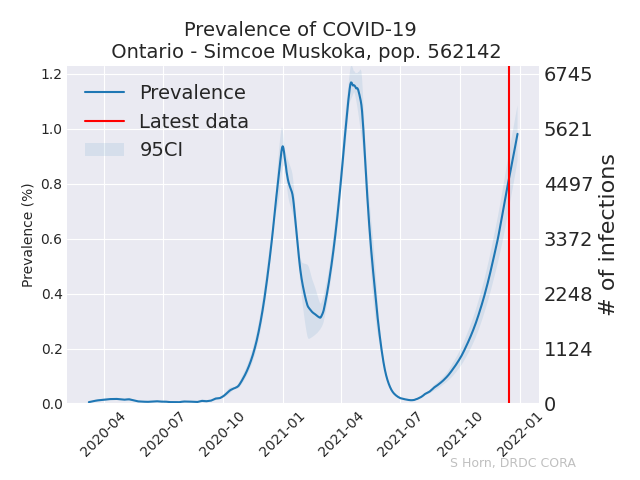 Prevalence of COVID-19
Ontario - Simcoe Muskoka, pop. 562142
Prevalence
Latest data
95CI
Prevalence (%)
1.2
1.0
0.8
0.6
0.4
0.2
0.0
6745
5621
4497
3372
2248
1124
0
# of infections
2020-04
2020-07
2020-10
2021-01
2021-04
2021-07
2021-10
2022-01
S Horn, DRDC CORA